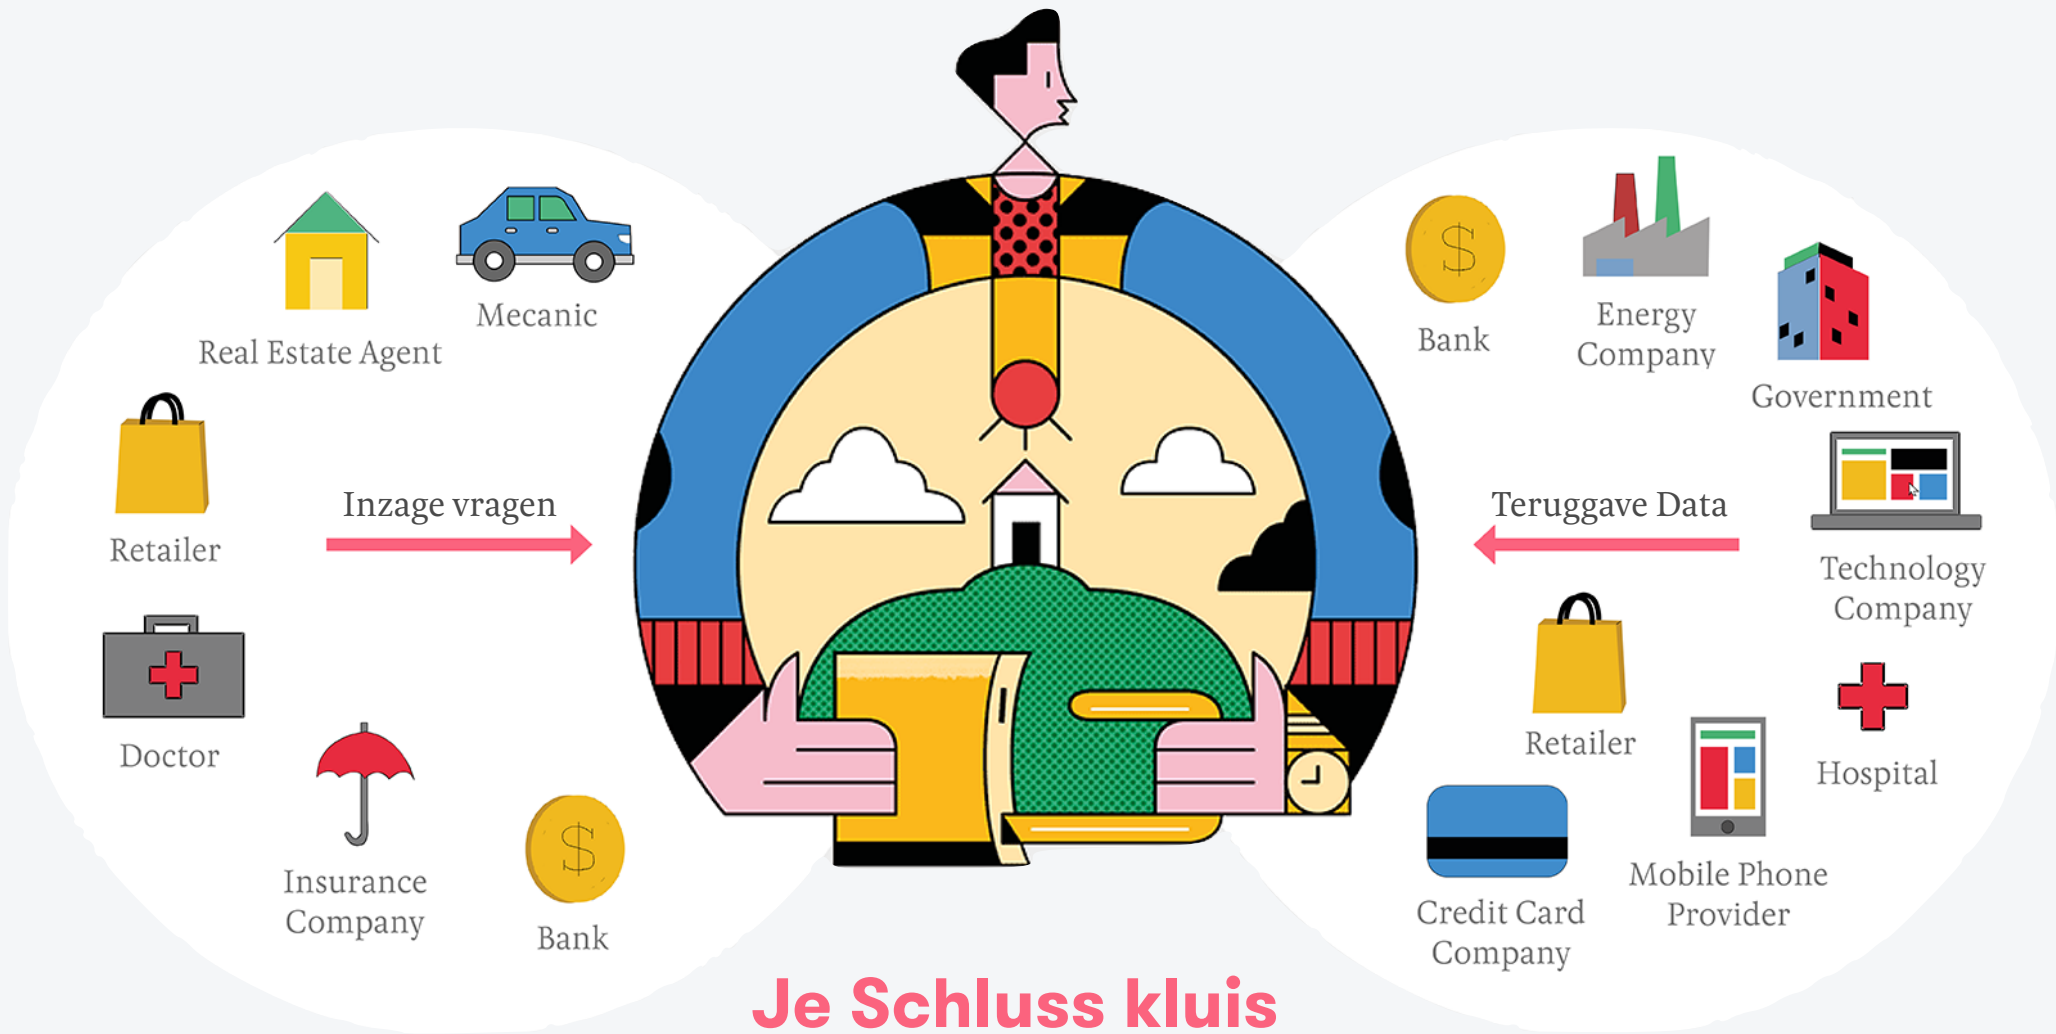 Mecanic
Real Estate Agent
Retailer
Inzage vragen
Doctor
Insurance
Company
Bank
Bank
Energy
Company
Government
Teruggave Data
Technology
Company
Retailer
Hospital
Mobile Phone
Provider
Credit Card
Company
$
$
Je Schluss kluis